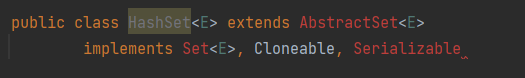 public class HashSet<E> extends AbstractSet<E>
implements Set<E>, Cloneable, Serializable